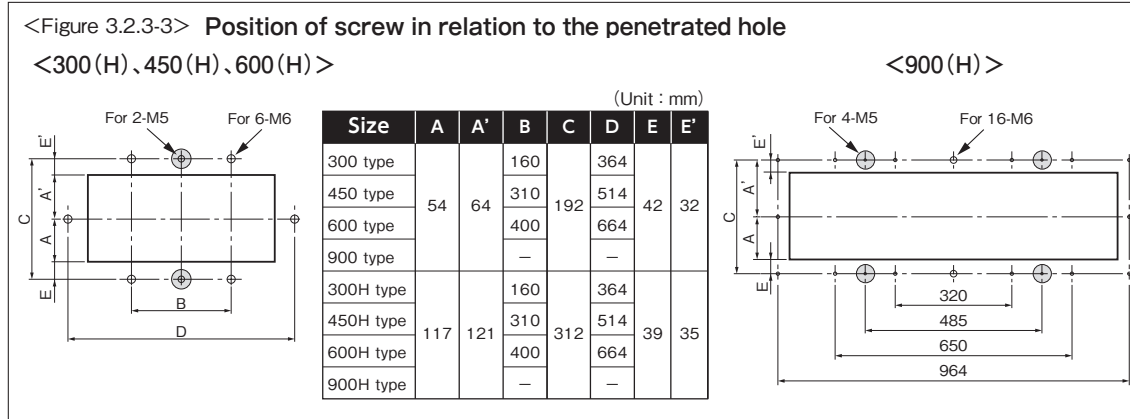 <Figure 3.2.3-3> Position of screw in relation to the penetrated hole
<300(H)、450(H)、600(H)>
<900(H)>
(Unit : mm)
For 2-M5
For 6-M6
E'
A'
C
A
E
B
D
Size A A' B C D E E'
300 type 54 64 160 192 364 42 32
450 type 310 514
600 type 400 664
900 type – –
300H type 117 121 160 312 364 39 35
450H type 310 514
600H type 400 664
900H type – –
For 4-M5
For 16-M6
E'
A'
C
A
E
320
485
650
964